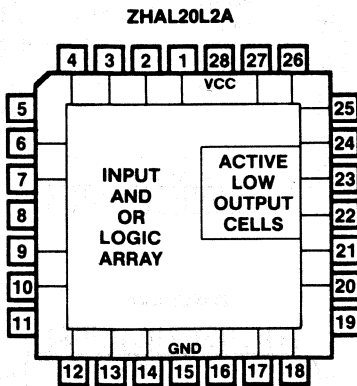 ZHAL20L2A
4 3 2 1 28 27 26
VCC
5 25
6 24
7 23
8 22
9 21
10 20
11 19
INPUT
AND
OR
LOGIC
ARRAY
ACTIVE
LOW
OUTPUT
CELLS
GND
12 13 14 15 16 17 18